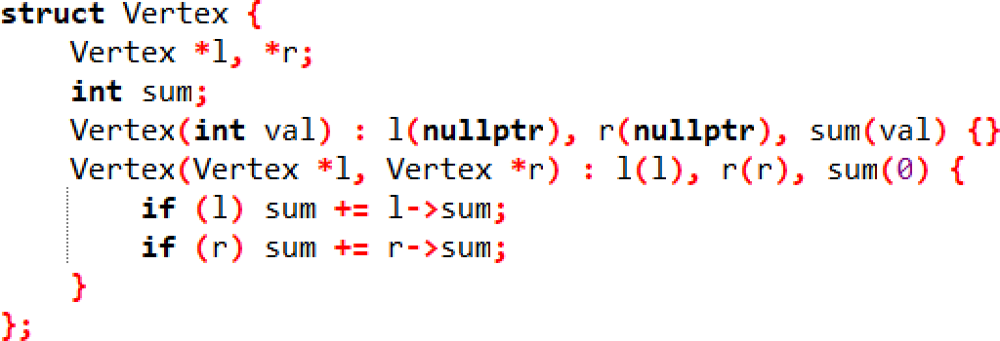 struct Vertex {
    Vertex *l, *r;
    int sum;
    Vertex(int val) : l(nullptr), r(nullptr), sum(val) {}
    Vertex(Vertex *l, Vertex *r) : l(l), r(r), sum(0) {
        if (l) sum += l->sum;
        if (r) sum += r->sum;
    }
};